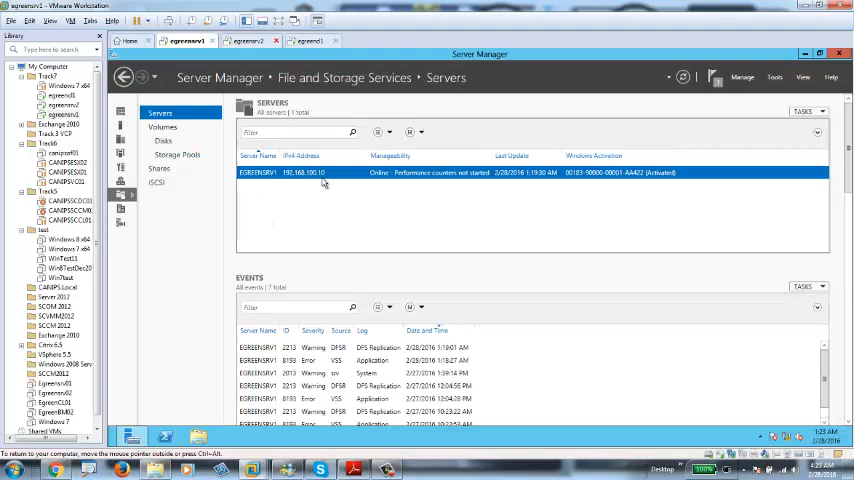 egreensrv1 - VMware Workstation
File Edit View VM Tabs Help
Library
Type here to search
My Computer
Track7
Windows 7 x64
egreencl1
egreensrv2
egreensrv1
Exchange 2010
Track 3 VCP
Track6
canipsof01
CANIPSESX02
CANIPSESX01
CANIPSVC01
Track5
CANIPSSCDC01
CANIPSSCCM0
CANIPSSCCL01
test
Windows 8 x64
Windows 7 x64
WinTest11
Win8TestDec20
Win7test
CANIPS.Local
Server 2012
SCOM 2012
SCVMM2012
SCCM 2012
Exchange 2010
Citrix 6.5
VSphere 5.5
Windows 2008 Serve
SCCM2012
Egreensrv01
Egreensrv02
EgreenCL01
EgreenBM02
Windows 7
Shared VMs
Home egreensrv1 egreensrv2 egreencl1
Server Manager
Server Manager File and Storage Services Servers
Manage Tools View Help
Servers
Volumes
Disks
Storage Pools
Shares
iSCSI
SERVERS
All servers | 1 total
TASKS
Filter
Server Name IPv4 Address Manageability Last Update Windows Activation
EGREENSRV1 192.168.100.10 Online - Performance counters not started 2/28/2016 1:19:30 AM 00183-90000-00001-AA422 (Activated)
EVENTS
All events | 7 total
TASKS
Filter
Server Name ID Severity Source Log Date and Time
EGREENSRV1 2213 Warning DFSR DFS Replication 2/28/2016 1:19:01 AM
EGREENSRV1 8193 Error VSS Application 2/28/2016 1:18:27 AM
EGREENSRV1 2013 Warning srv System 2/27/2016 1:39:14 PM
EGREENSRV1 2213 Warning DFSR DFS Replication 2/27/2016 12:04:56 PM
EGREENSRV1 8193 Error VSS Application 2/27/2016 12:04:28 PM
EGREENSRV1 2213 Warning DFSR DFS Replication 2/27/2016 10:23:22 AM
1:23 AM
2/28/2016
To return to your computer, move the mouse pointer outside or press Ctrl+Alt.
Desktop 100%
4:23 AM
2/28/2016